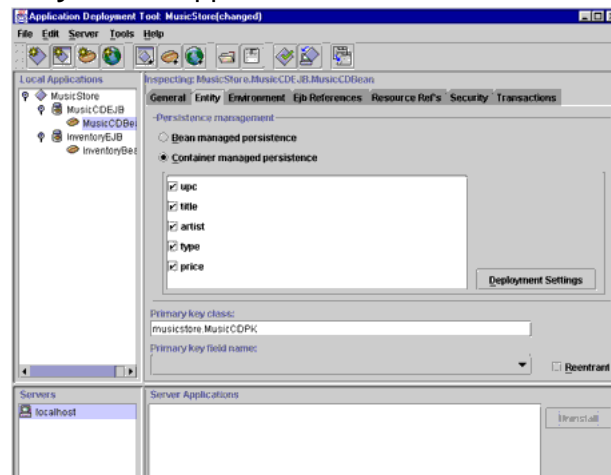 Application Deployment Tool: MusicStore(changed)
File Edit Server Tools Help
Local Applications
MusicStore
MusicCDEJB
MusicCDBea
InventoryEJB
InventoryBea
Inspecting: MusicStore.MusicCDEJB.MusicCDBean
General Entity Environment Ejb References Resource Ref's Security Transactions
Persistence management
Bean managed persistence
Container managed persistence
upc
title
artist
type
price
Deployment Settings
Primary key class:
musicstore.MusicCDPK
Primary key field name:
Reentrant
Servers
localhost
Server Applications
Uninstall